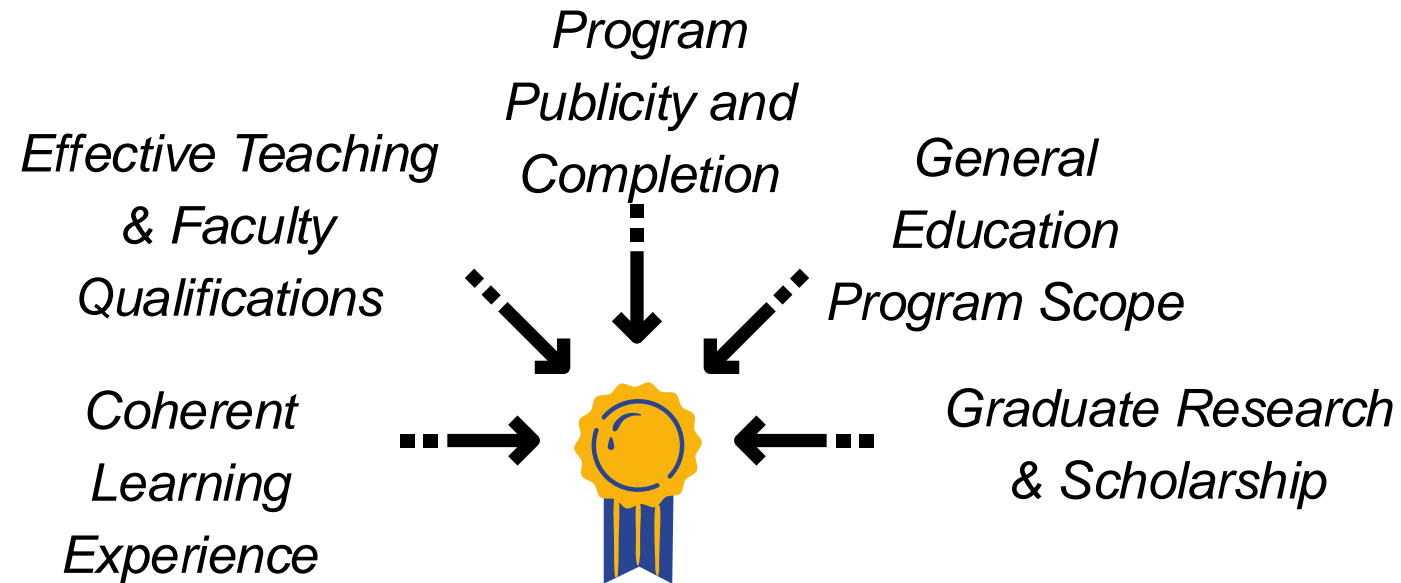 Program
Publicity and
Completion
Effective Teaching
& Faculty
Qualifications
General
Education
Program Scope
Coherent
Learning
Experience
Graduate Research
& Scholarship